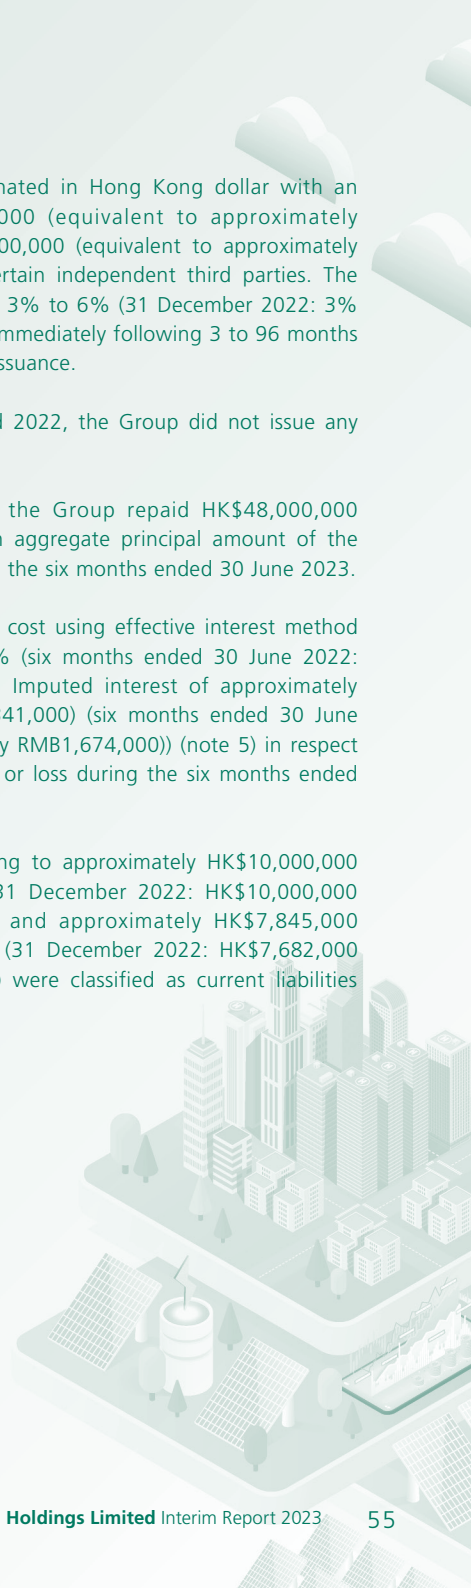 nated in Hong Kong dollar with an
000 (equivalent to approximately
00,000 (equivalent to approximately
ertain independent third parties. The
3% to 6% (31 December 2022: 3%
mmediately following 3 to 96 months
ssuance.
2022, the Group did not issue any
the Group repaid HK$48,000,000
aggregate principal amount of the
the six months ended 30 June 2023.
cost using effective interest method
% (six months ended 30 June 2022:
Imputed interest of approximately
341,000) (six months ended 30 June
y RMB1,674,000)) (note 5) in respect
or loss during the six months ended
ng to approximately HK$10,000,000
31 December 2022: HK$10,000,000
and approximately HK$7,845,000
(31 December 2022: HK$7,682,000
) were classified as current liabilities
Holdings Limited Interim Report 2023 55